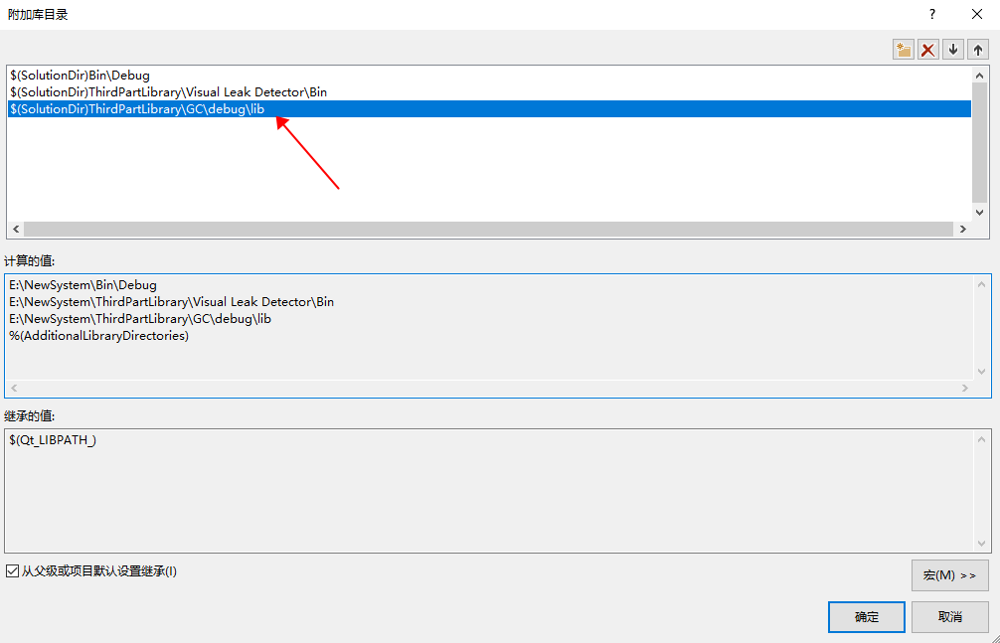 附加库目录
$(SolutionDir)Bin\Debug
$(SolutionDir)ThirdPartLibrary\Visual Leak Detector\Bin
$(SolutionDir)ThirdPartLibrary\GC\debug\lib
计算的值:
E:\NewSystem\Bin\Debug
E:\NewSystem\ThirdPartLibrary\Visual Leak Detector\Bin
E:\NewSystem\ThirdPartLibrary\GC\debug\lib
%(AdditionalLibraryDirectories)
继承的值:
$(Qt_LIBPATH_)
从父级或项目默认设置继承(I)
宏(M) >>
确定
取消